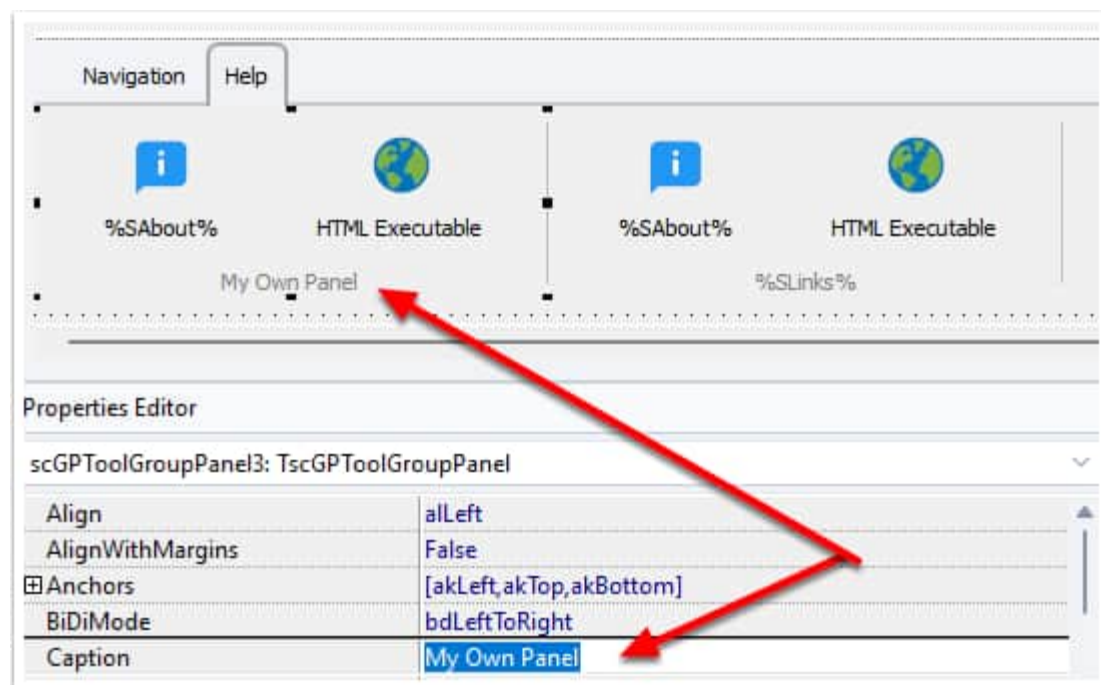 Navigation Help
%SAbout% HTML Executable %SAbout% HTML Executable
My Own Panel %SLinks%
Properties Editor
scGPToolGroupPanel3: TscGPToolGroupPanel
Align alLeft
AlignWithMargins False
Anchors [akLeft,akTop,akBottom]
BiDiMode bdLeftToRight
Caption My Own Panel